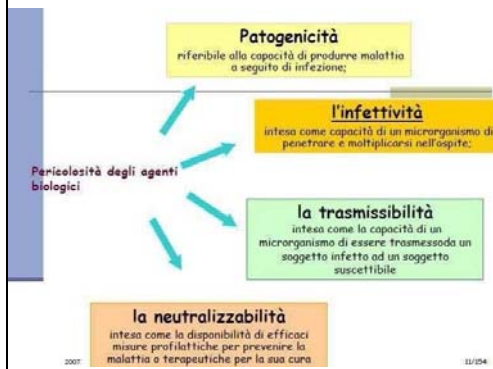 Patogenicità
riferibile alla capacità di produrre malattia
a seguito di infezione;
l'infettività
intesa come capacità di un microrganismo di
penetrare e moltiplicarsi nell'ospite;
Pericolosità degli agenti
biologici
la trasmissibilità
intesa come la capacità di un
microrganismo di essere trasmessoda un
soggetto infetto ad un soggetto
suscettibile
la neutralizzabilità
intesa come la disponibilità di efficaci
misure profilattiche per prevenire la
malattia o terapeutiche per la sua cura
2007
11/154